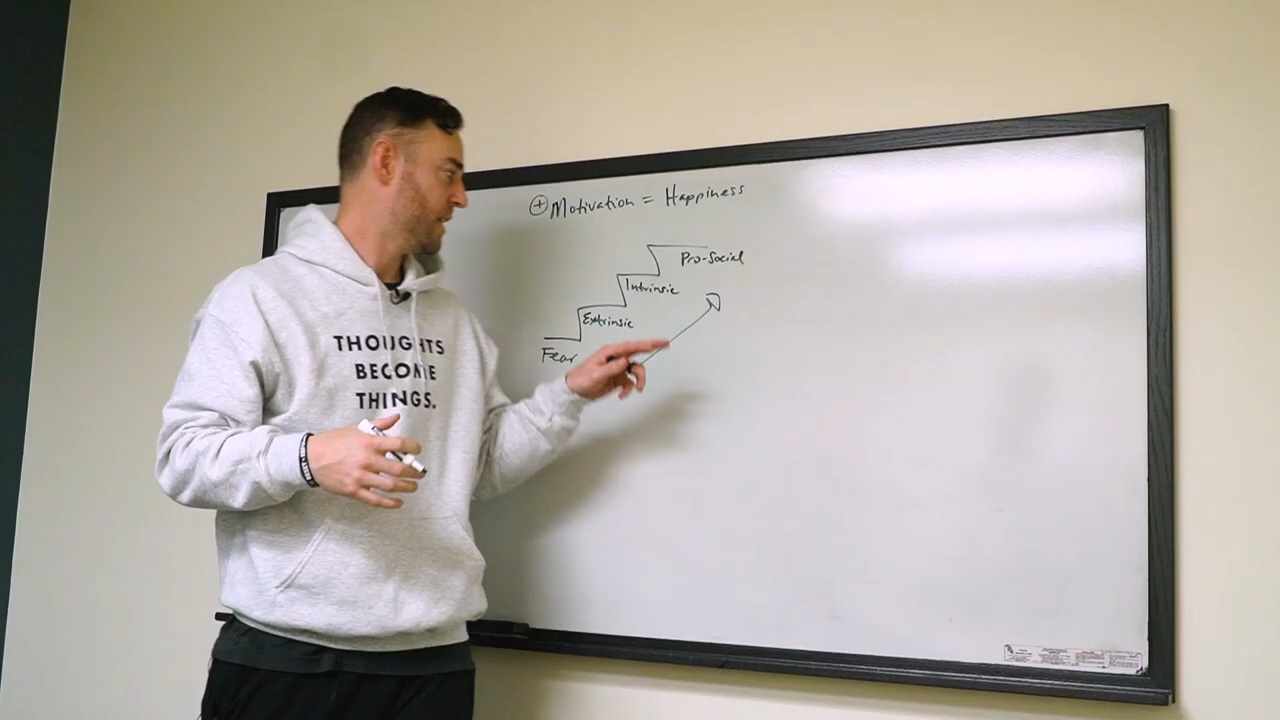 ⊕ Motivation = Happiness
Pro-Social
Intrinsic
Extrinsic
Fear
THOUGHTS
BECOME
THINGS.